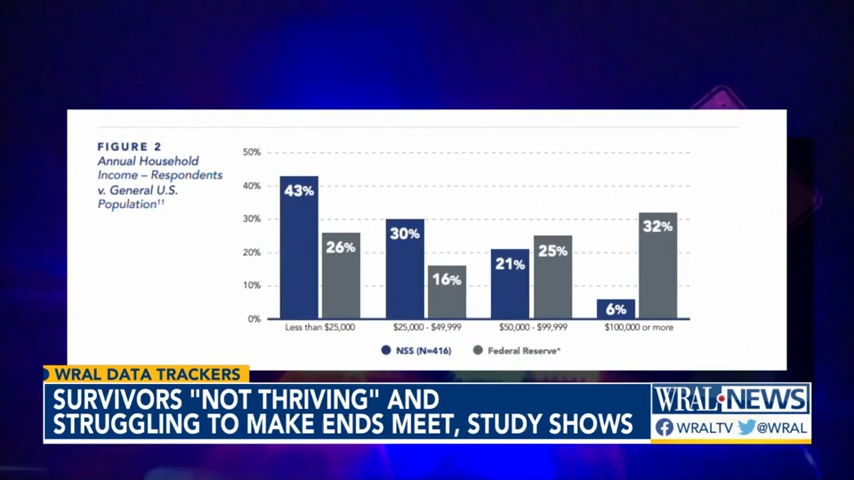 FIGURE 2
Annual Household
Income – Respondents
v. General U.S.
Population¹¹
50%
40%
30%
20%
10%
0%
43%
26%
30%
16%
21%
25%
6%
32%
Less than $25,000
$25,000 - $49,999
$50,000 - $99,999
$100,000 or more
NSS (N=416)
Federal Reserve*
WRAL DATA TRACKERS
SURVIVORS "NOT THRIVING" AND
STRUGGLING TO MAKE ENDS MEET, STUDY SHOWS
WRAL NEWS
WRALTV @WRAL